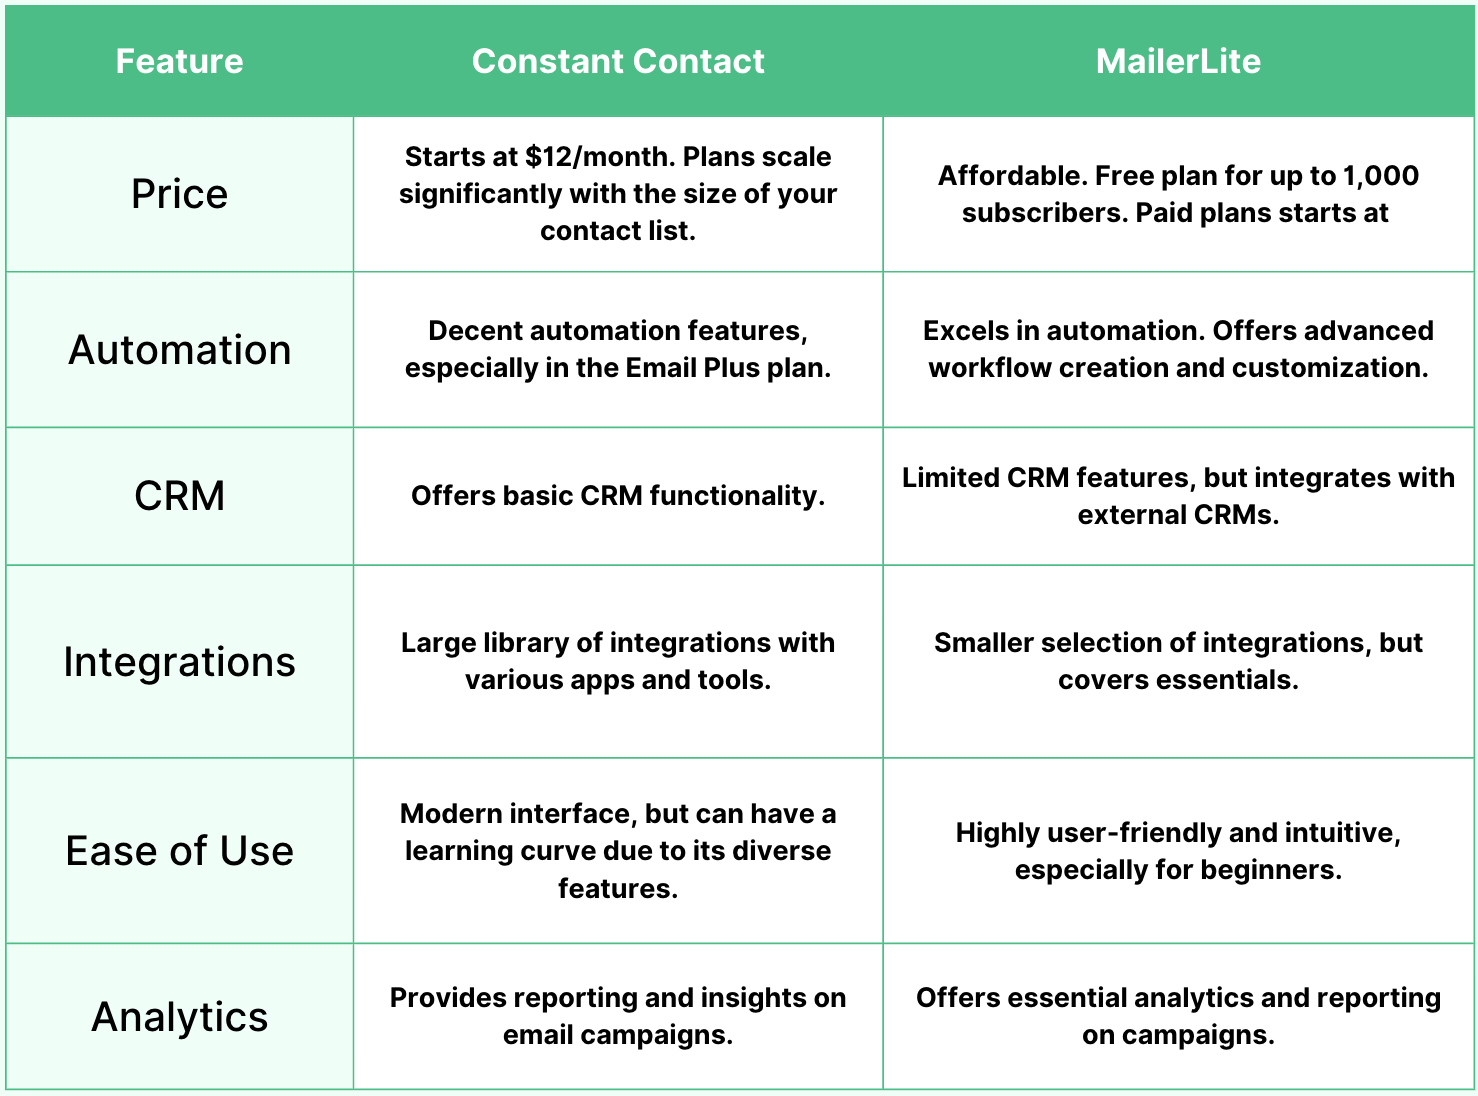 Feature
Constant Contact
MailerLite
Price
Starts at $12/month. Plans scale
significantly with the size of your
contact list.
Affordable. Free plan for up to 1,000
subscribers. Paid plans starts at
Automation
Decent automation features,
especially in the Email Plus plan.
Excels in automation. Offers advanced
workflow creation and customization.
CRM
Offers basic CRM functionality.
Limited CRM features, but integrates with
external CRMs.
Integrations
Large library of integrations with
various apps and tools.
Smaller selection of integrations, but
covers essentials.
Ease of Use
Modern interface, but can have a
learning curve due to its diverse
features.
Highly user-friendly and intuitive,
especially for beginners.
Analytics
Provides reporting and insights on
email campaigns.
Offers essential analytics and reporting
on campaigns.